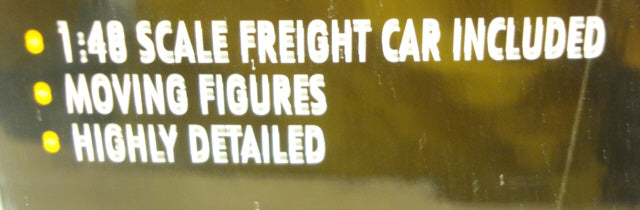 1:48 SCALE FREIGHT CAR INCLUDED
MOVING FIGURES
HIGHLY DETAILED